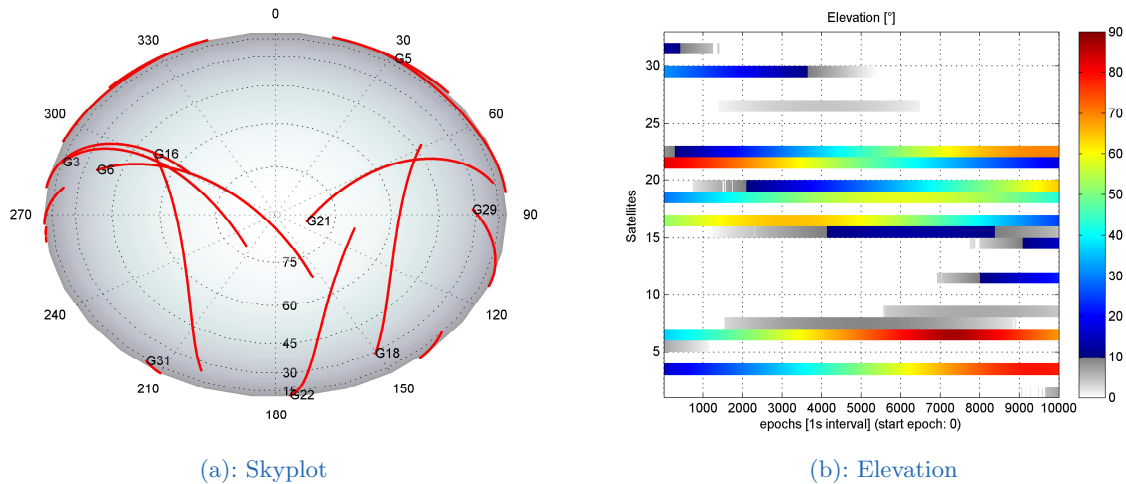 0
330
30
G5
300
60
G3
G16
G6
270
G29
90
G21
75
240
60
120
45
G18
G31
30
210
15
150
G22
180
(a): Skyplot
Elevation [°]
90
80
70
60
50
40
30
20
10
0
Satellites
30
25
20
15
10
5
1000 2000 3000 4000 5000 6000 7000 8000 9000 10000
epochs [1s interval] (start epoch: 0)
(b): Elevation